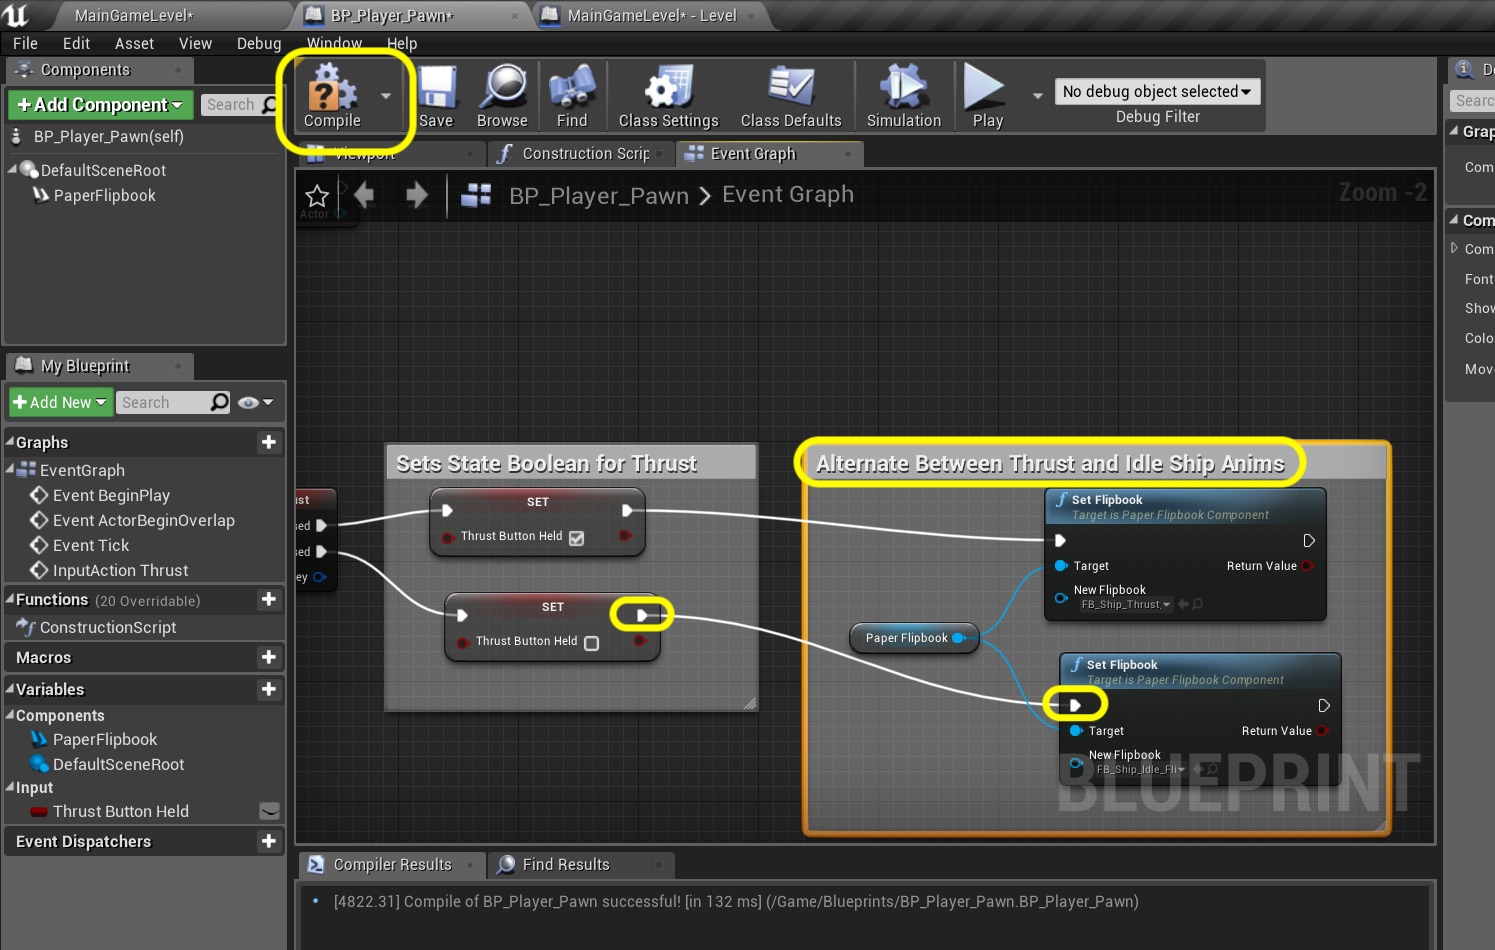 MainGameLevel*
BP_Player_Pawn*
MainGameLevel* - Level
File Edit Asset View Debug Window Help
Components
+Add Component
Search
BP_Player_Pawn(self)
DefaultSceneRoot
PaperFlipbook
Compile
Save
Browse
Find
Class Settings
Class Defaults
Simulation
Play
No debug object selected
Debug Filter
Viewport
Construction Scrip
Event Graph
Actor
BP_Player_Pawn > Event Graph
Zoom -2
My Blueprint
+Add New
Search
Graphs
EventGraph
Event BeginPlay
Event ActorBeginOverlap
Event Tick
InputAction Thrust
Functions (20 Overridable)
ConstructionScript
Macros
Variables
Components
PaperFlipbook
DefaultSceneRoot
Input
Thrust Button Held
Event Dispatchers
ust
sed
sed
ey
Sets State Boolean for Thrust
SET
Thrust Button Held
SET
Thrust Button Held
Alternate Between Thrust and Idle Ship Anims
Set Flipbook
Target is Paper Flipbook Component
Target
Return Value
New Flipbook
FB_Ship_Thrust
Paper Flipbook
Set Flipbook
Target is Paper Flipbook Component
Target
Return Value
New Flipbook
FB_Ship_Idle_Fli
BLUEPRINT
De
Searc
Grap
Com
Com
Com
Font
Show
Colo
Mov
Compiler Results
Find Results
[4822.31] Compile of BP_Player_Pawn successful! [in 132 ms] (/Game/Blueprints/BP_Player_Pawn.BP_Player_Pawn)